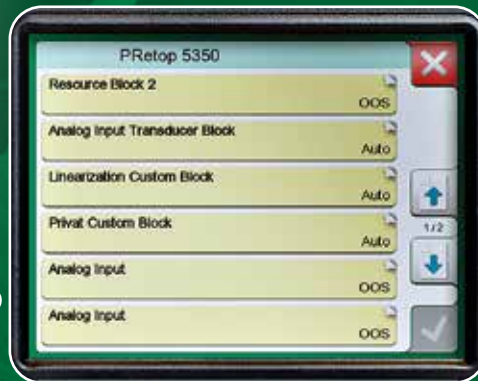 PRetop 5350
Resource Block 2
OOS
Analog Input Transducer Block
Auto
Linearization Custom Block
Auto
Privat Custom Block
Auto
1/2
Analog Input
OOS
Analog Input
OOS